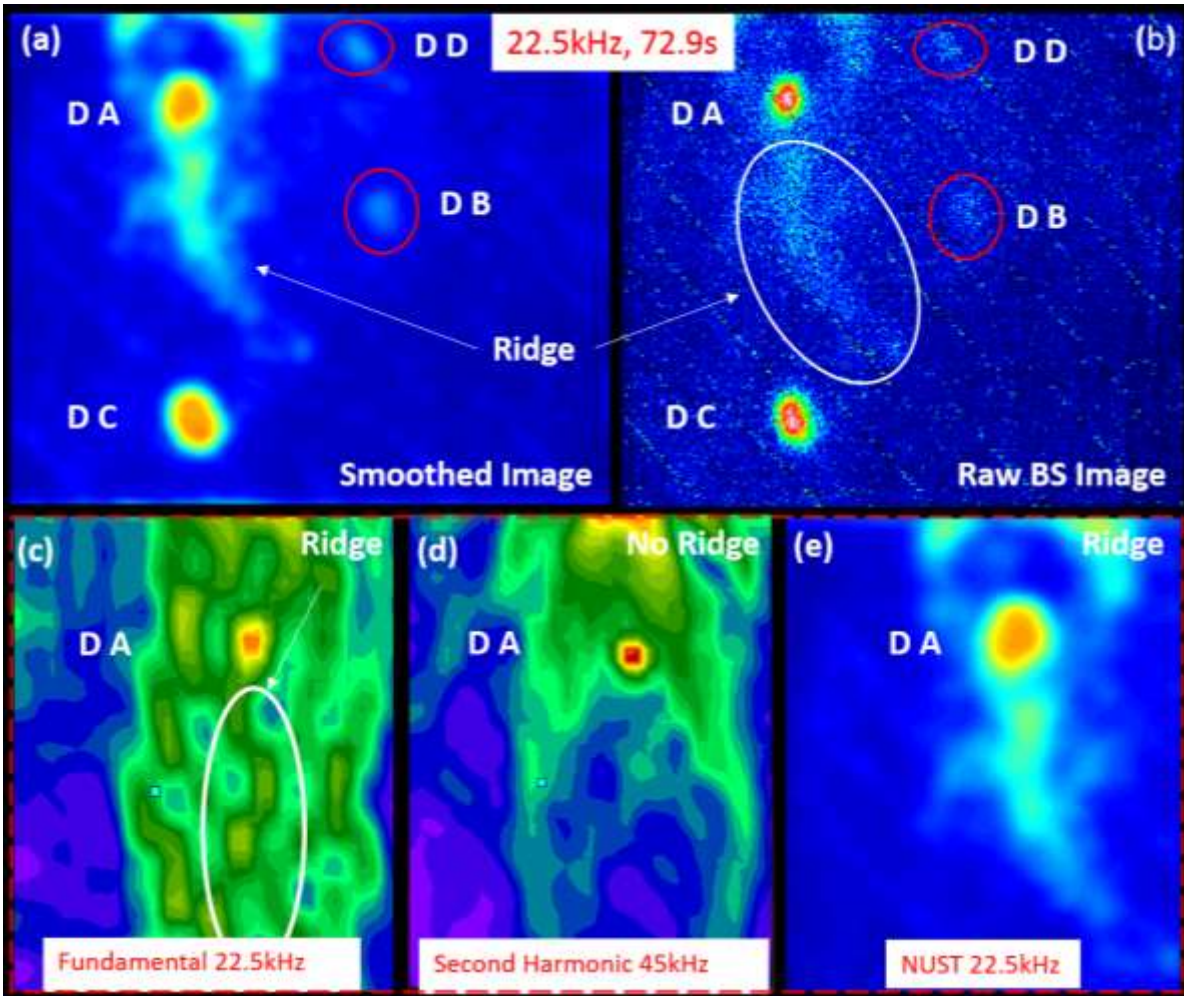 (a)
D D
22.5kHz, 72.9s
(b)
D D
D A
D A
D B
D B
Ridge
D C
D C
Smoothed Image
Raw BS Image
(c)
Ridge
(d)
No Ridge
(e)
Ridge
D A
D A
D A
Fundamental 22.5kHz
Second Harmonic 45kHz
NUST 22.5kHz